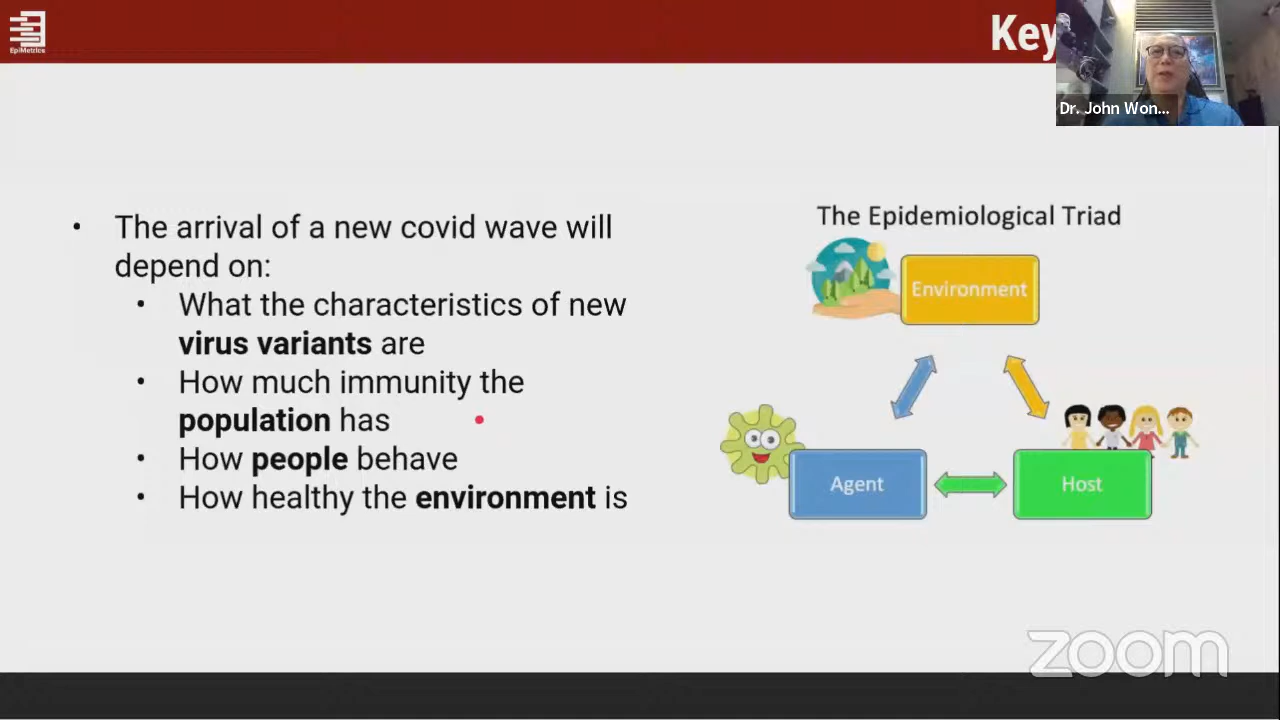 EpiMetrics
Key
Dr. John Won...
• The arrival of a new covid wave will
depend on:
• What the characteristics of new
virus variants are
• How much immunity the
population has
• How people behave
• How healthy the environment is
The Epidemiological Triad
Environment
Agent
Host
zoom